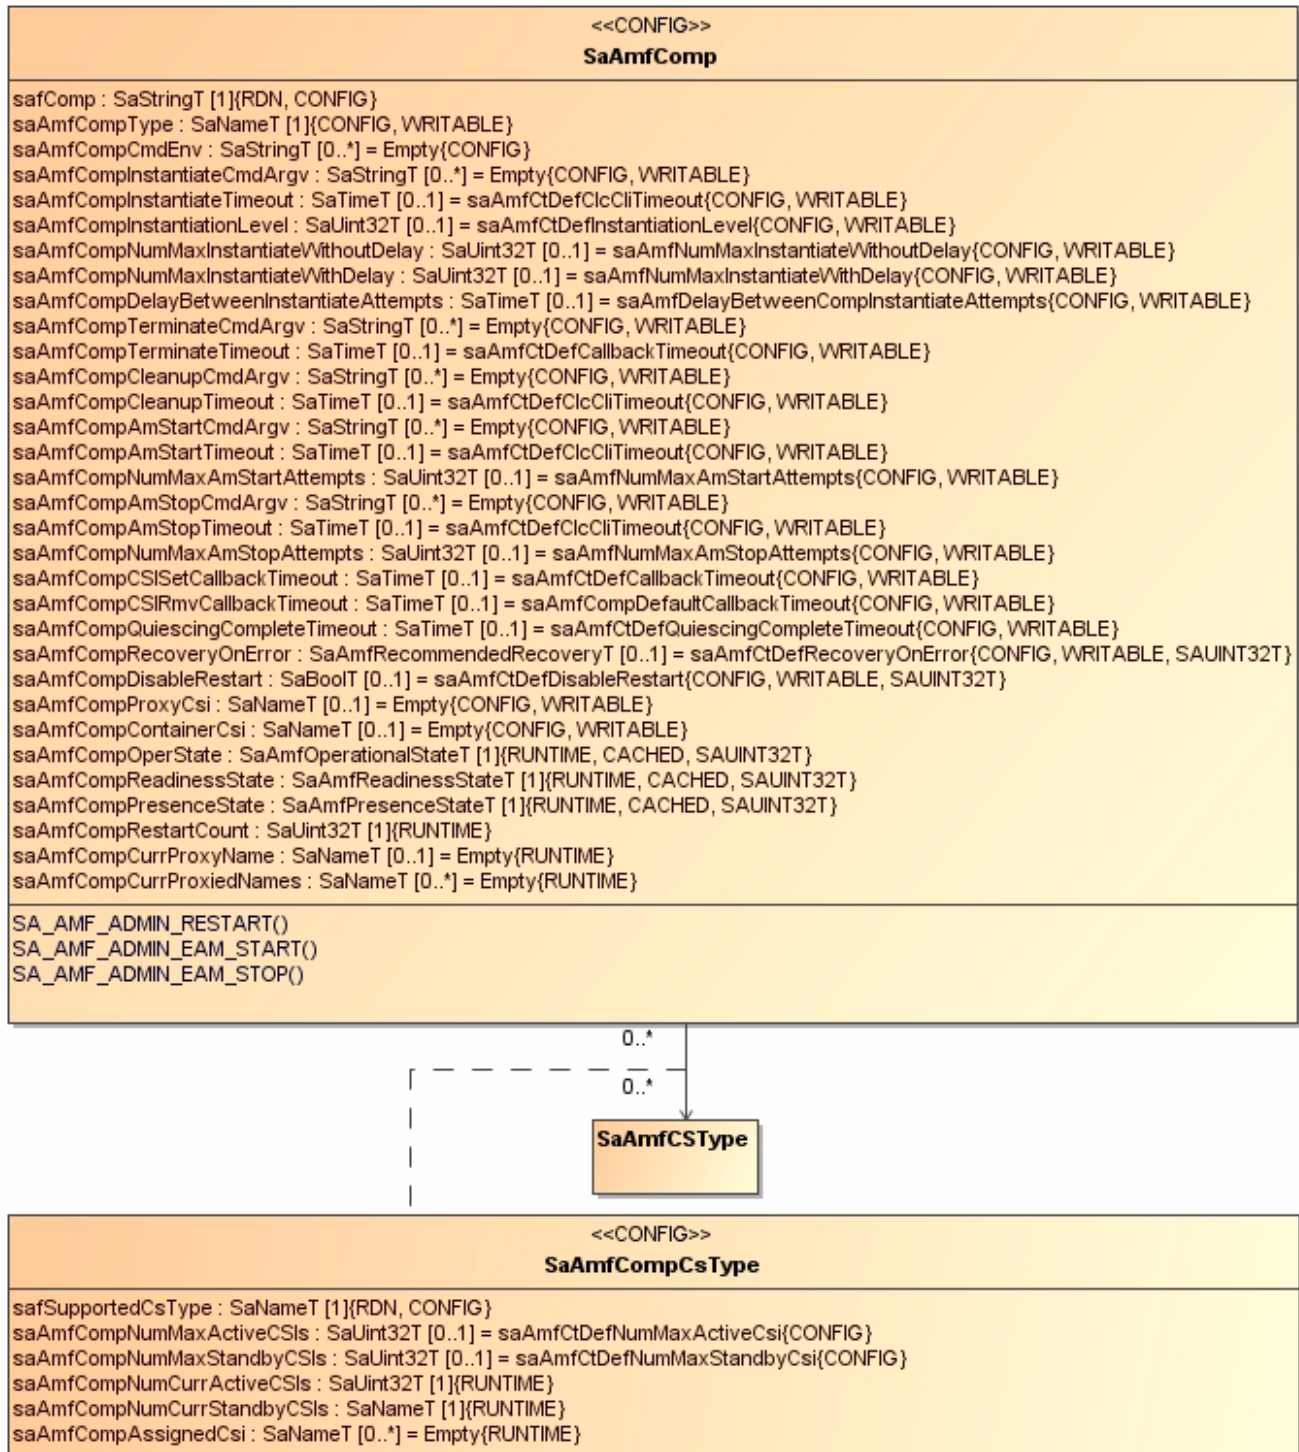 <<CONFIG>>
SaAmfComp
safComp : SaStringT [1]{RDN, CONFIG}
saAmfCompType : SaNameT [1]{CONFIG, WRITABLE}
saAmfCompCmdEnv : SaStringT [0..*] = Empty{CONFIG}
saAmfCompInstantiateCmdArgv : SaStringT [0..*] = Empty{CONFIG, WRITABLE}
saAmfCompInstantiateTimeout : SaTimeT [0..1] = saAmfCtDefClcCliTimeout{CONFIG, WRITABLE}
saAmfCompInstantiationLevel : SaUint32T [0..1] = saAmfCtDefInstantiationLevel{CONFIG, WRITABLE}
saAmfCompNumMaxInstantiateWithoutDelay : SaUint32T [0..1] = saAmfNumMaxInstantiateWithoutDelay{CONFIG, WRITABLE}
saAmfCompNumMaxInstantiateWithDelay : SaUint32T [0..1] = saAmfNumMaxInstantiateWithDelay{CONFIG, WRITABLE}
saAmfCompDelayBetweenInstantiateAttempts : SaTimeT [0..1] = saAmfDelayBetweenCompInstantiateAttempts{CONFIG, WRITABLE}
saAmfCompTerminateCmdArgv : SaStringT [0..*] = Empty{CONFIG, WRITABLE}
saAmfCompTerminateTimeout : SaTimeT [0..1] = saAmfCtDefCallbackTimeout{CONFIG, WRITABLE}
saAmfCompCleanupCmdArgv : SaStringT [0..*] = Empty{CONFIG, WRITABLE}
saAmfCompCleanupTimeout : SaTimeT [0..1] = saAmfCtDefClcCliTimeout{CONFIG, WRITABLE}
saAmfCompAmStartCmdArgv : SaStringT [0..*] = Empty{CONFIG, WRITABLE}
saAmfCompAmStartTimeout : SaTimeT [0..1] = saAmfCtDefClcCliTimeout{CONFIG, WRITABLE}
saAmfCompNumMaxAmStartAttempts : SaUint32T [0..1] = saAmfNumMaxAmStartAttempts{CONFIG, WRITABLE}
saAmfCompAmStopCmdArgv : SaStringT [0..*] = Empty{CONFIG, WRITABLE}
saAmfCompAmStopTimeout : SaTimeT [0..1] = saAmfCtDefClcCliTimeout{CONFIG, WRITABLE}
saAmfCompNumMaxAmStopAttempts : SaUint32T [0..1] = saAmfNumMaxAmStopAttempts{CONFIG, WRITABLE}
saAmfCompCSISetCallbackTimeout : SaTimeT [0..1] = saAmfCtDefCallbackTimeout{CONFIG, WRITABLE}
saAmfCompCSIRmvCallbackTimeout : SaTimeT [0..1] = saAmfCompDefaultCallbackTimeout{CONFIG, WRITABLE}
saAmfCompQuiescingCompleteTimeout : SaTimeT [0..1] = saAmfCtDefQuiescingCompleteTimeout{CONFIG, WRITABLE}
saAmfCompRecoveryOnError : SaAmfRecommendedRecoveryT [0..1] = saAmfCtDefRecoveryOnError{CONFIG, WRITABLE, SAUINT32T}
saAmfCompDisableRestart : SaBoolT [0..1] = saAmfCtDefDisableRestart{CONFIG, WRITABLE, SAUINT32T}
saAmfCompProxyCsi : SaNameT [0..1] = Empty{CONFIG, WRITABLE}
saAmfCompContainerCsi : SaNameT [0..1] = Empty{CONFIG, WRITABLE}
saAmfCompOperState : SaAmfOperationalStateT [1]{RUNTIME, CACHED, SAUINT32T}
saAmfCompReadinessState : SaAmfReadinessStateT [1]{RUNTIME, CACHED, SAUINT32T}
saAmfCompPresenceState : SaAmfPresenceStateT [1]{RUNTIME, CACHED, SAUINT32T}
saAmfCompRestartCount : SaUint32T [1]{RUNTIME}
saAmfCompCurrProxyName : SaNameT [0..1] = Empty{RUNTIME}
saAmfCompCurrProxiedNames : SaNameT [0..*] = Empty{RUNTIME}
SA_AMF_ADMIN_RESTART()
SA_AMF_ADMIN_EAM_START()
SA_AMF_ADMIN_EAM_STOP()
0..*
0..*
SaAmfCSType
<<CONFIG>>
SaAmfCompCsType
safSupportedCsType : SaNameT [1]{RDN, CONFIG}
saAmfCompNumMaxActiveCSIs : SaUint32T [0..1] = saAmfCtDefNumMaxActiveCsi{CONFIG}
saAmfCompNumMaxStandbyCSIs : SaUint32T [0..1] = saAmfCtDefNumMaxStandbyCsi{CONFIG}
saAmfCompNumCurrActiveCSIs : SaUint32T [1]{RUNTIME}
saAmfCompNumCurrStandbyCSIs : SaNameT [1]{RUNTIME}
saAmfCompAssignedCsi : SaNameT [0..*] = Empty{RUNTIME}